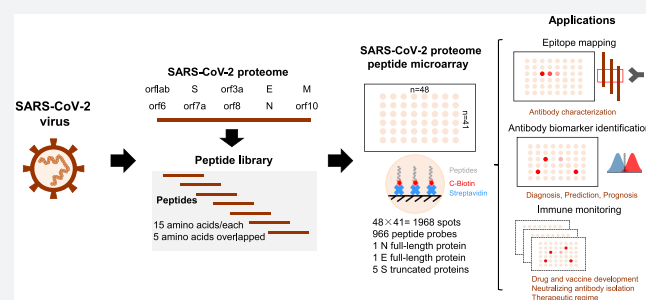 SARS-CoV-2
virus
SARS-CoV-2 proteome
orflab S orf3a E M
orf6 orf7a orf8 N orf10
Peptide library
Peptides
15 amino acids/each
5 amino acids overlapped
SARS-CoV-2 proteome
peptide microarray
n=48
n=41
Peptides
C-Biotin
Streptavidin
48×41= 1968 spots
966 peptide probes
1 N full-length protein
1 E full-length protein
5 S truncated proteins
Applications
Epitope mapping
Antibody characterization
Antibody biomarker identification
Diagnosis, Prediction, Prognosis
Immune monitoring
Drug and vaccine development
Neutralizing antibody isolation
Therapeutic regime